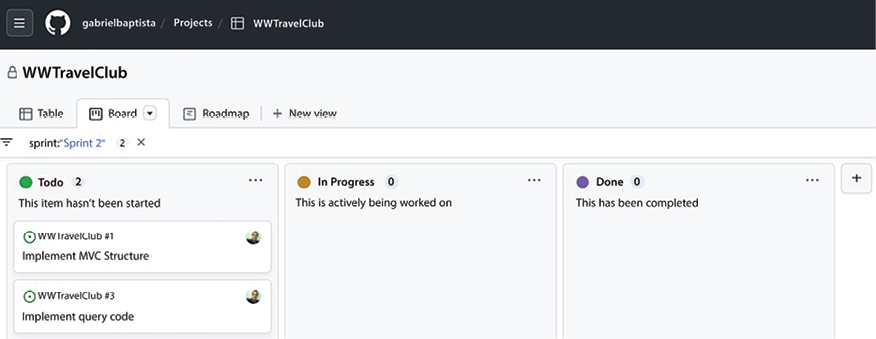 gabrielbaptista / Projects / WWTravelClub
WWTravelClub
Table Board Roadmap + New view
sprint:"Sprint 2" 2
Todo 2
This item hasn't been started
WWTravelClub #1
Implement MVC Structure
WWTravelClub #3
Implement query code
In Progress 0
This is actively being worked on
Done 0
This has been completed